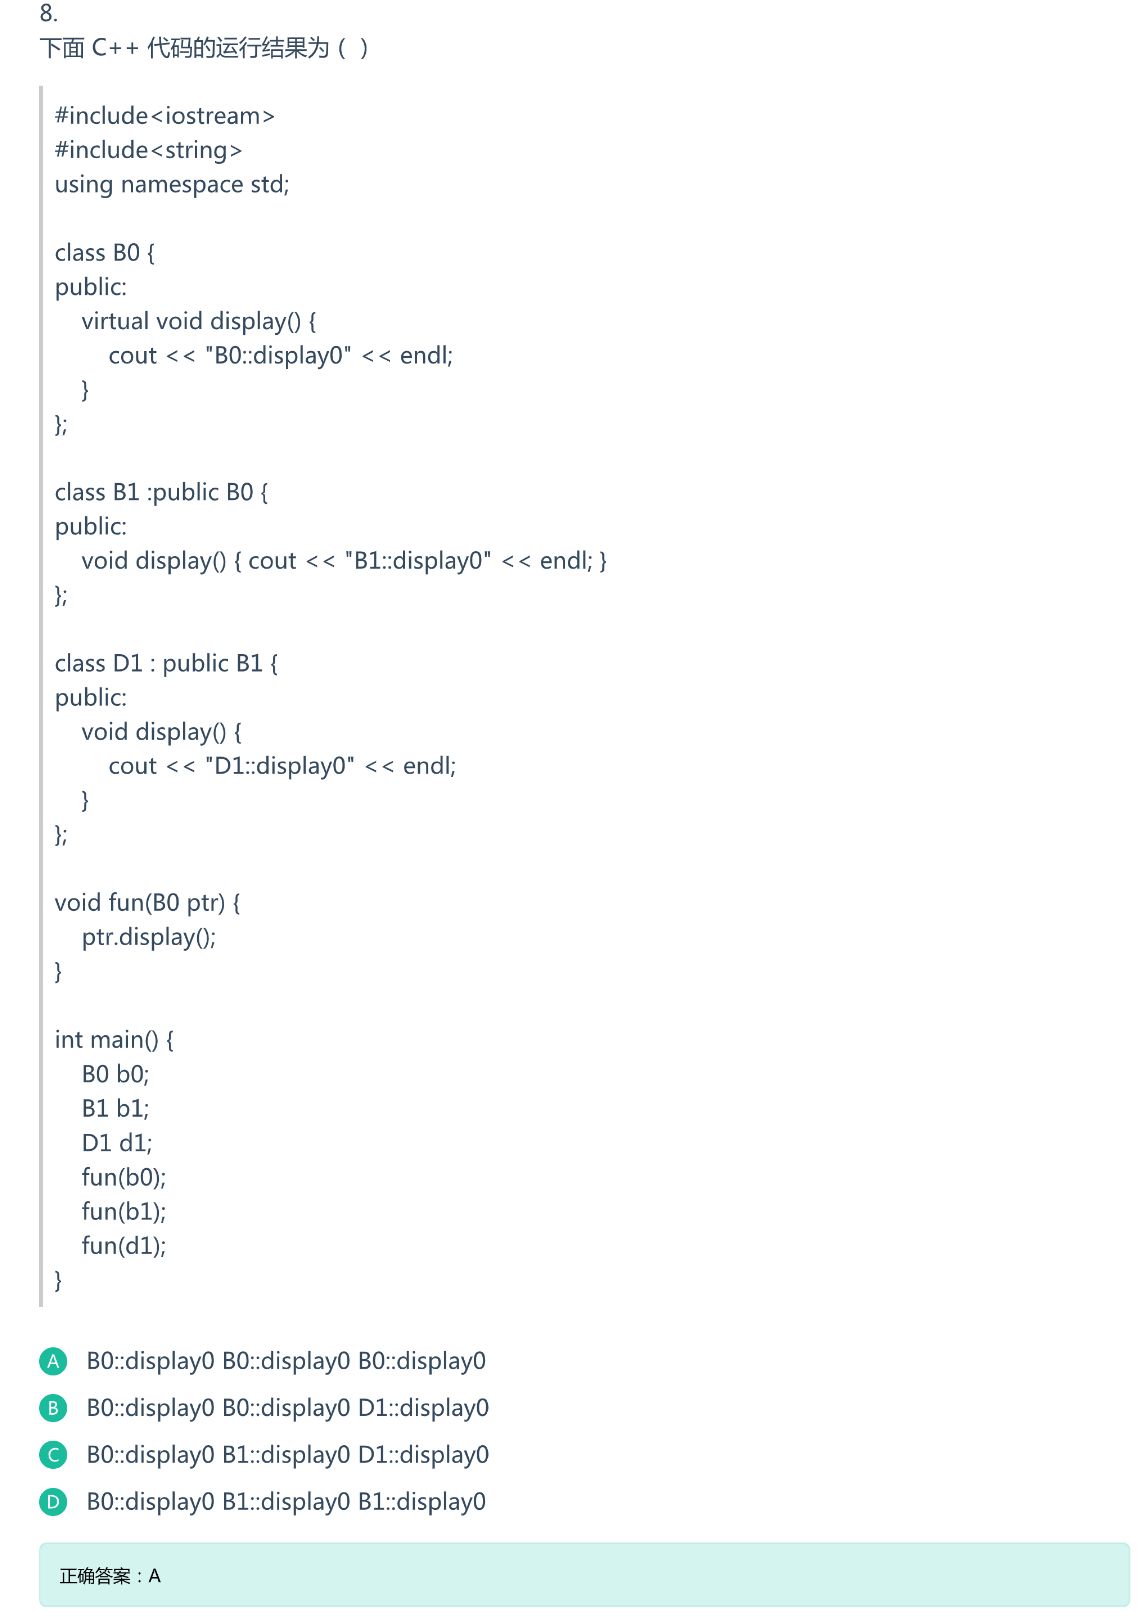 8.
下面 C++ 代码的运行结果为（ ）
#include<iostream>
#include<string>
using namespace std;
class B0 {
public:
virtual void display() {
cout << "B0::display0" << endl;
}
};
class B1 :public B0 {
public:
void display() { cout << "B1::display0" << endl; }
};
class D1 : public B1 {
public:
void display() {
cout << "D1::display0" << endl;
}
};
void fun(B0 ptr) {
ptr.display();
}
int main() {
B0 b0;
B1 b1;
D1 d1;
fun(b0);
fun(b1);
fun(d1);
}
A B0::display0 B0::display0 B0::display0
B B0::display0 B0::display0 D1::display0
C B0::display0 B1::display0 D1::display0
D B0::display0 B1::display0 B1::display0
正确答案：A